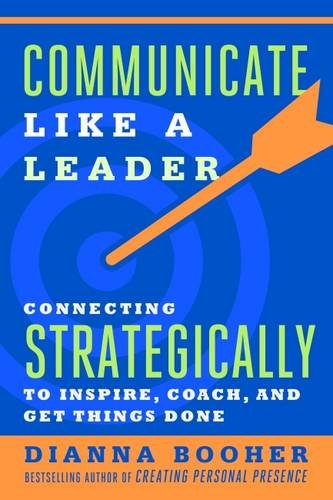 COMMUNICATE
LIKE A
LEADER
CONNECTING
STRATEGICALLY
TO INSPIRE, COACH, AND
GET THINGS DONE
DIANNA BOOHER
BESTSELLING AUTHOR OF CREATING PERSONAL PRESENCE